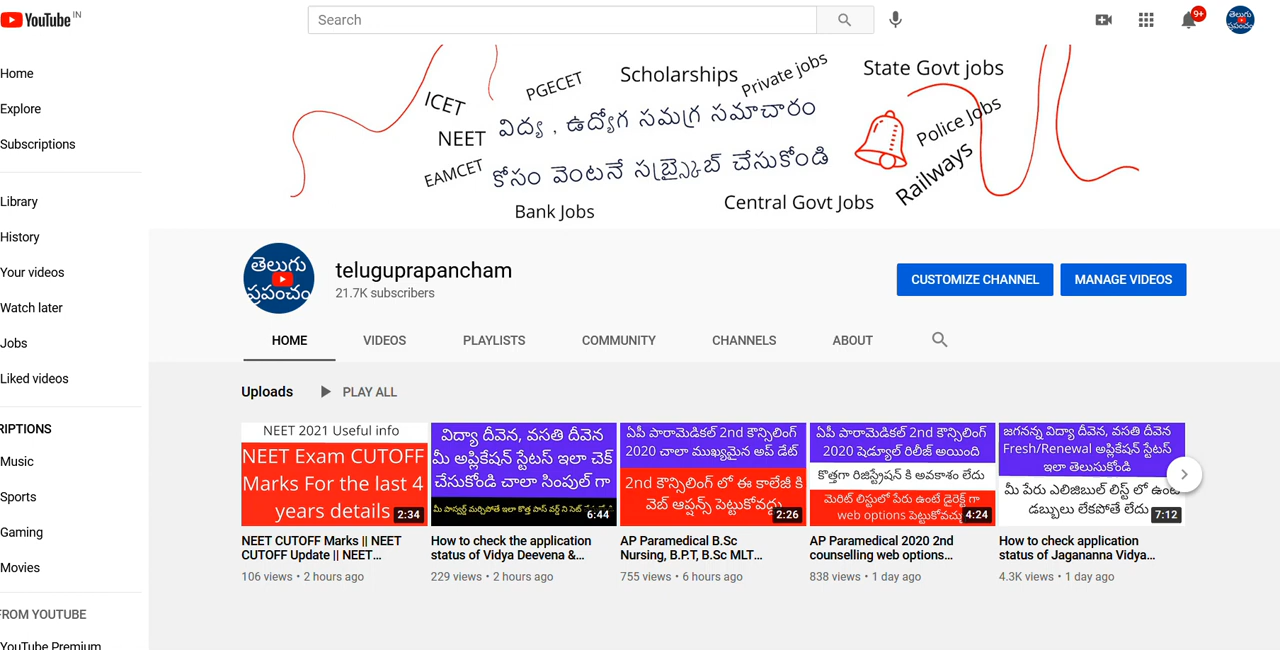 YouTube IN
Search
9+
తెలుగు
ప్రపంచం
Home
Explore
Subscriptions
Library
History
Your videos
Watch later
Jobs
Liked videos
RIPTIONS
Music
Sports
Gaming
Movies
FROM YOUTUBE
YouTube Premium
ICET
PGECET
Scholarships
Private jobs
State Govt jobs
NEET
విద్య , ఉద్యోగ సమగ్ర సమాచారం
Police Jobs
EAMCET
కోసం వెంటనే సబ్స్క్రైబ్ చేసుకోండి
Railways
Bank Jobs
Central Govt Jobs
తెలుగు
ప్రపంచం
teluguprapancham
21.7K subscribers
CUSTOMIZE CHANNEL
MANAGE VIDEOS
HOME VIDEOS PLAYLISTS COMMUNITY CHANNELS ABOUT
Uploads PLAY ALL
NEET 2021 Useful info
NEET Exam CUTOFF
Marks For the last 4
years details
2:34
NEET CUTOFF Marks || NEET
CUTOFF Update || NEET...
106 views • 2 hours ago
విద్యా దీవెన, వసతి దీవెన
మీ అప్లికేషన్ స్టేటస్ ఇలా చెక్
చేసుకోండి చాలా సింపుల్ గా
మీ పాస్వర్డ్ మర్చిపోతే ఇలా కొత్త పాస్ వర్డ్ ని సెట్
6:44
How to check the application
status of Vidya Deevena &...
229 views • 2 hours ago
ఏపీ పారామెడికల్ 2nd కౌన్సిలింగ్
2020 చాలా ముఖ్యమైన అప్ డేట్
2nd కౌన్సిలింగ్ లో ఈ కాలేజీ కి
వెబ్ ఆప్షన్స్ పెట్టుకోవద్దు
2:26
AP Paramedical B.Sc
Nursing, B.P.T, B.Sc MLT...
755 views • 6 hours ago
ఏపీ పారామెడికల్ 2nd కౌన్సిలింగ్
2020 షెడ్యూల్ రిలీజ్ అయింది
కొత్తగా రిజిస్ట్రేషన్ కి అవకాశం లేదు
మెరిట్ లిస్టులో పేరు ఉంటే డైరెక్ట్ గా
web options పెట్టుకోవచ్చు
4:24
AP Paramedical 2020 2nd
counselling web options...
838 views • 1 day ago
జగనన్న విద్యా దీవెన, వసతి దీవెన
Fresh/Renewal అప్లికేషన్ స్టేటస్
ఇలా తెలుసుకోండి
మీ పేరు ఎలిజిబుల్ లిస్ట్ లో ఉండి
డబ్బులు లేకపోతే లేదు
7:12
How to check application
status of Jagananna Vidya...
4.3K views • 1 day ago